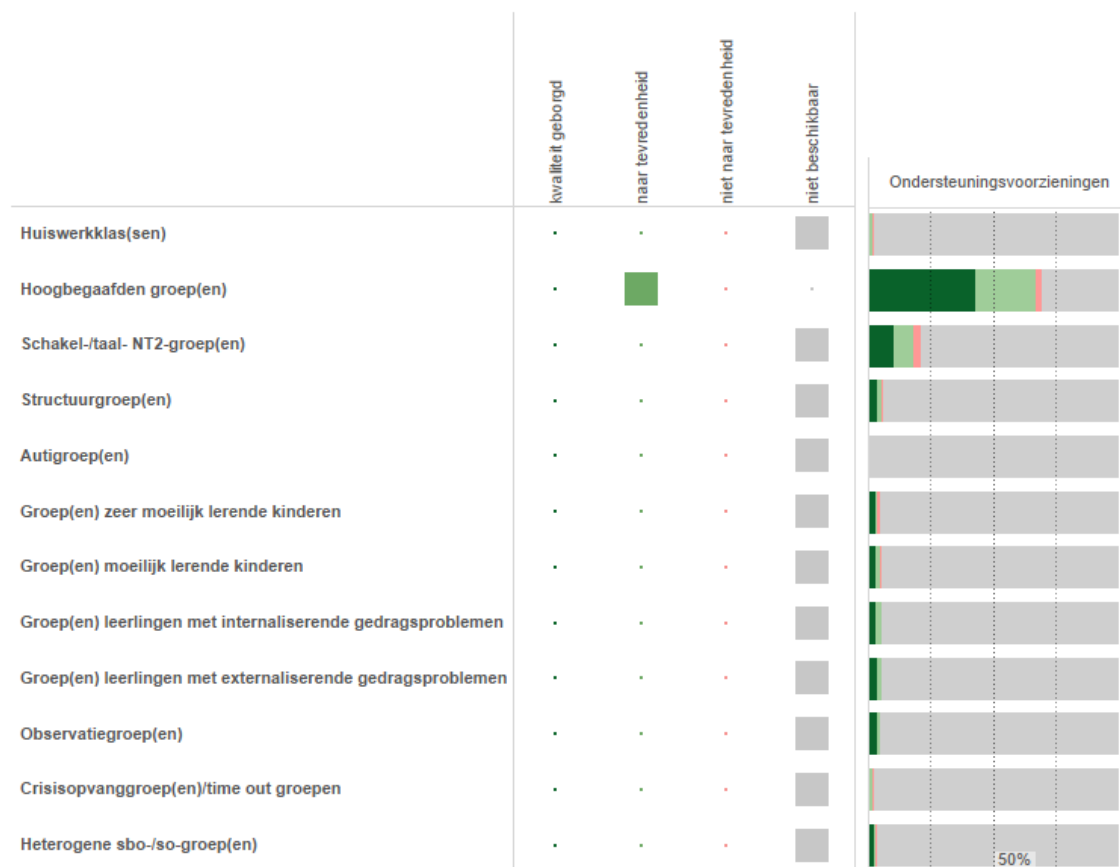 kwaliteit geborgd
naar tevredenheid
niet naar tevredenheid
niet beschikbaar
Ondersteuningsvoorzieningen
Huiswerkklas(sen)
Hoogbegaafden groep(en)
Schakel-/taal- NT2-groep(en)
Structuurgroep(en)
Autigroep(en)
Groep(en) zeer moeilijk lerende kinderen
Groep(en) moeilijk lerende kinderen
Groep(en) leerlingen met internaliserende gedragsproblemen
Groep(en) leerlingen met externaliserende gedragsproblemen
Observatiegroep(en)
Crisisopvanggroep(en)/time out groepen
Heterogene sbo-/so-groep(en)
50%